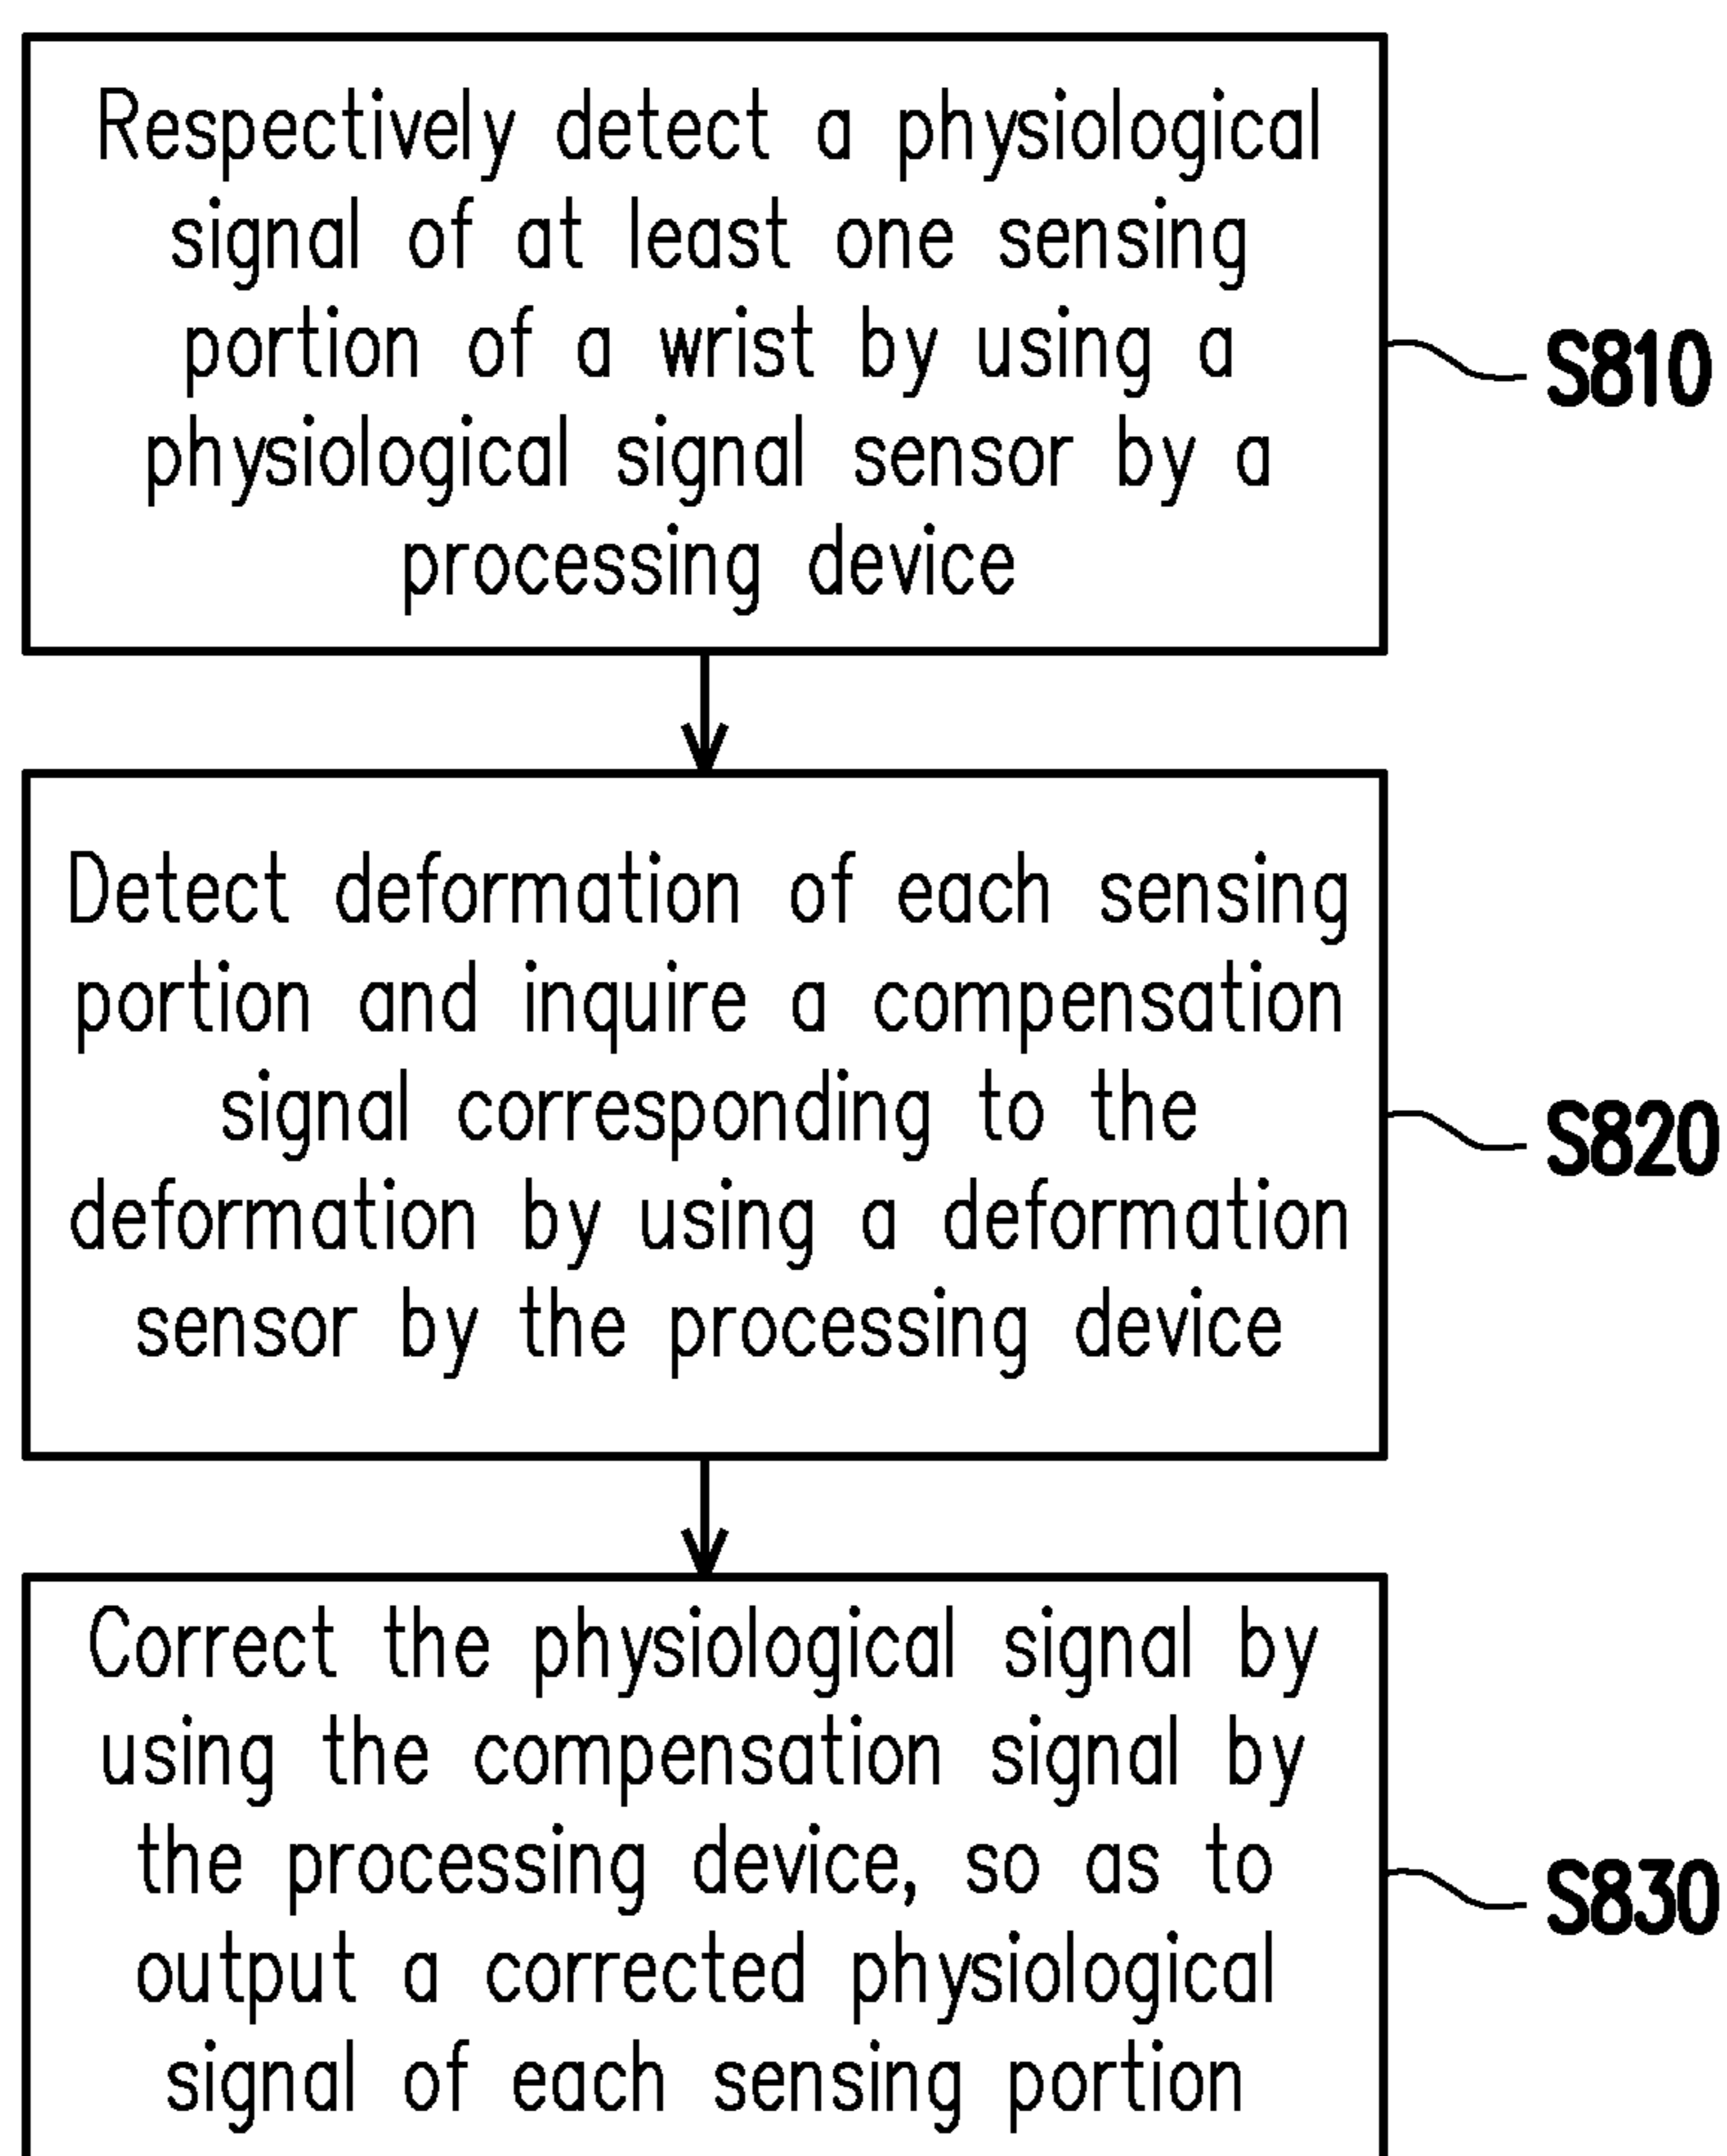 Respectively detect a physiological
signal of at least one sensing
portion of a wrist by using a
physiological signal sensor by a
processing device
S810
Detect deformation of each sensing
portion and inquire a compensation
signal corresponding to the
deformation by using a deformation
sensor by the processing device
S820
Correct the physiological signal by
using the compensation signal by
the processing device, so as to
output a corrected physiological
signal of each sensing portion
S830